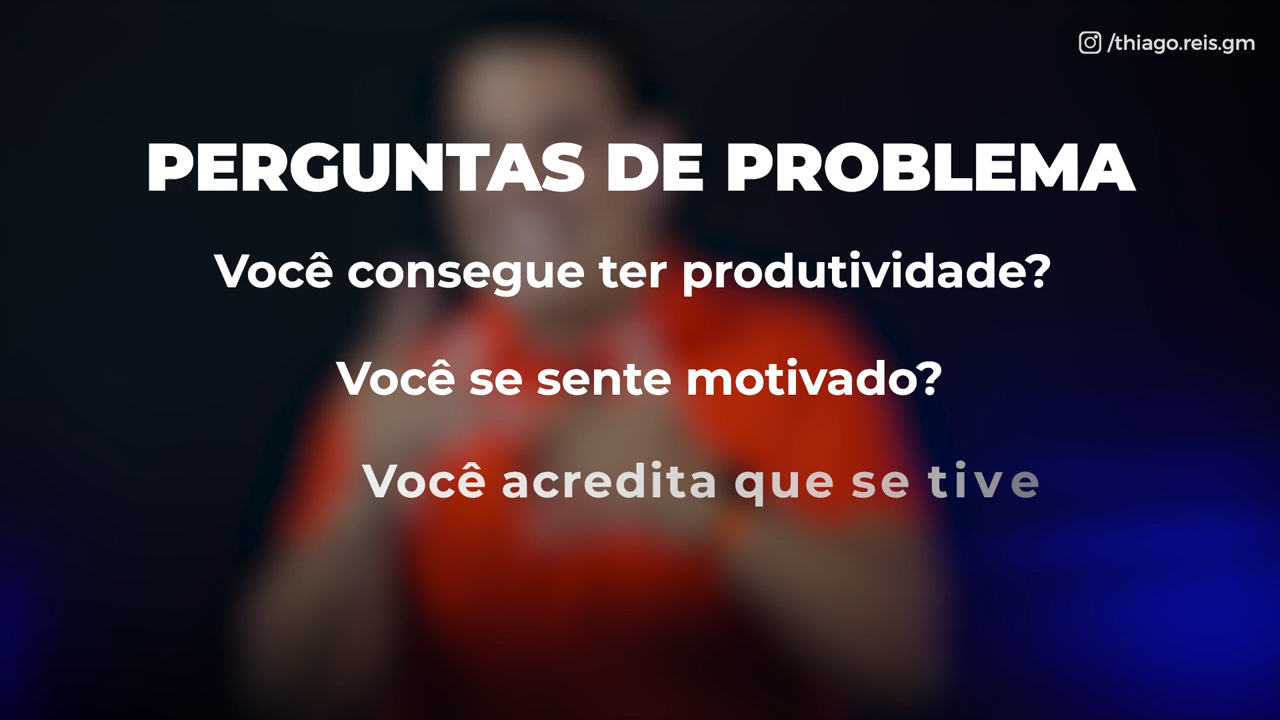 /thiago.reis.gm
PERGUNTAS DE PROBLEMA
Você consegue ter produtividade?
Você se sente motivado?
Você acredita que se tive